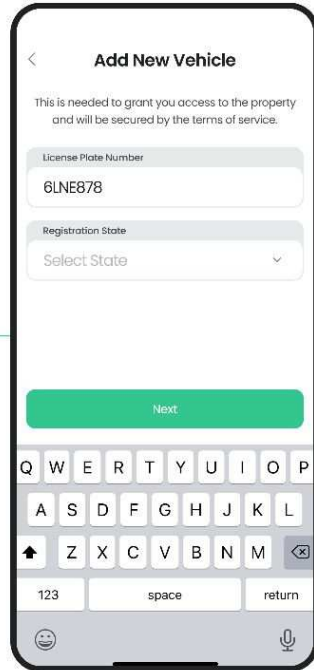 Add New Vehicle
This is needed to grant you access to the property
and will be secured by the terms of service.
License Plate Number
6LNE878
Registration State
Select State
Next
Q W E R T Y U I O P
A S D F G H J K L
Z X C V B N M
123 space return